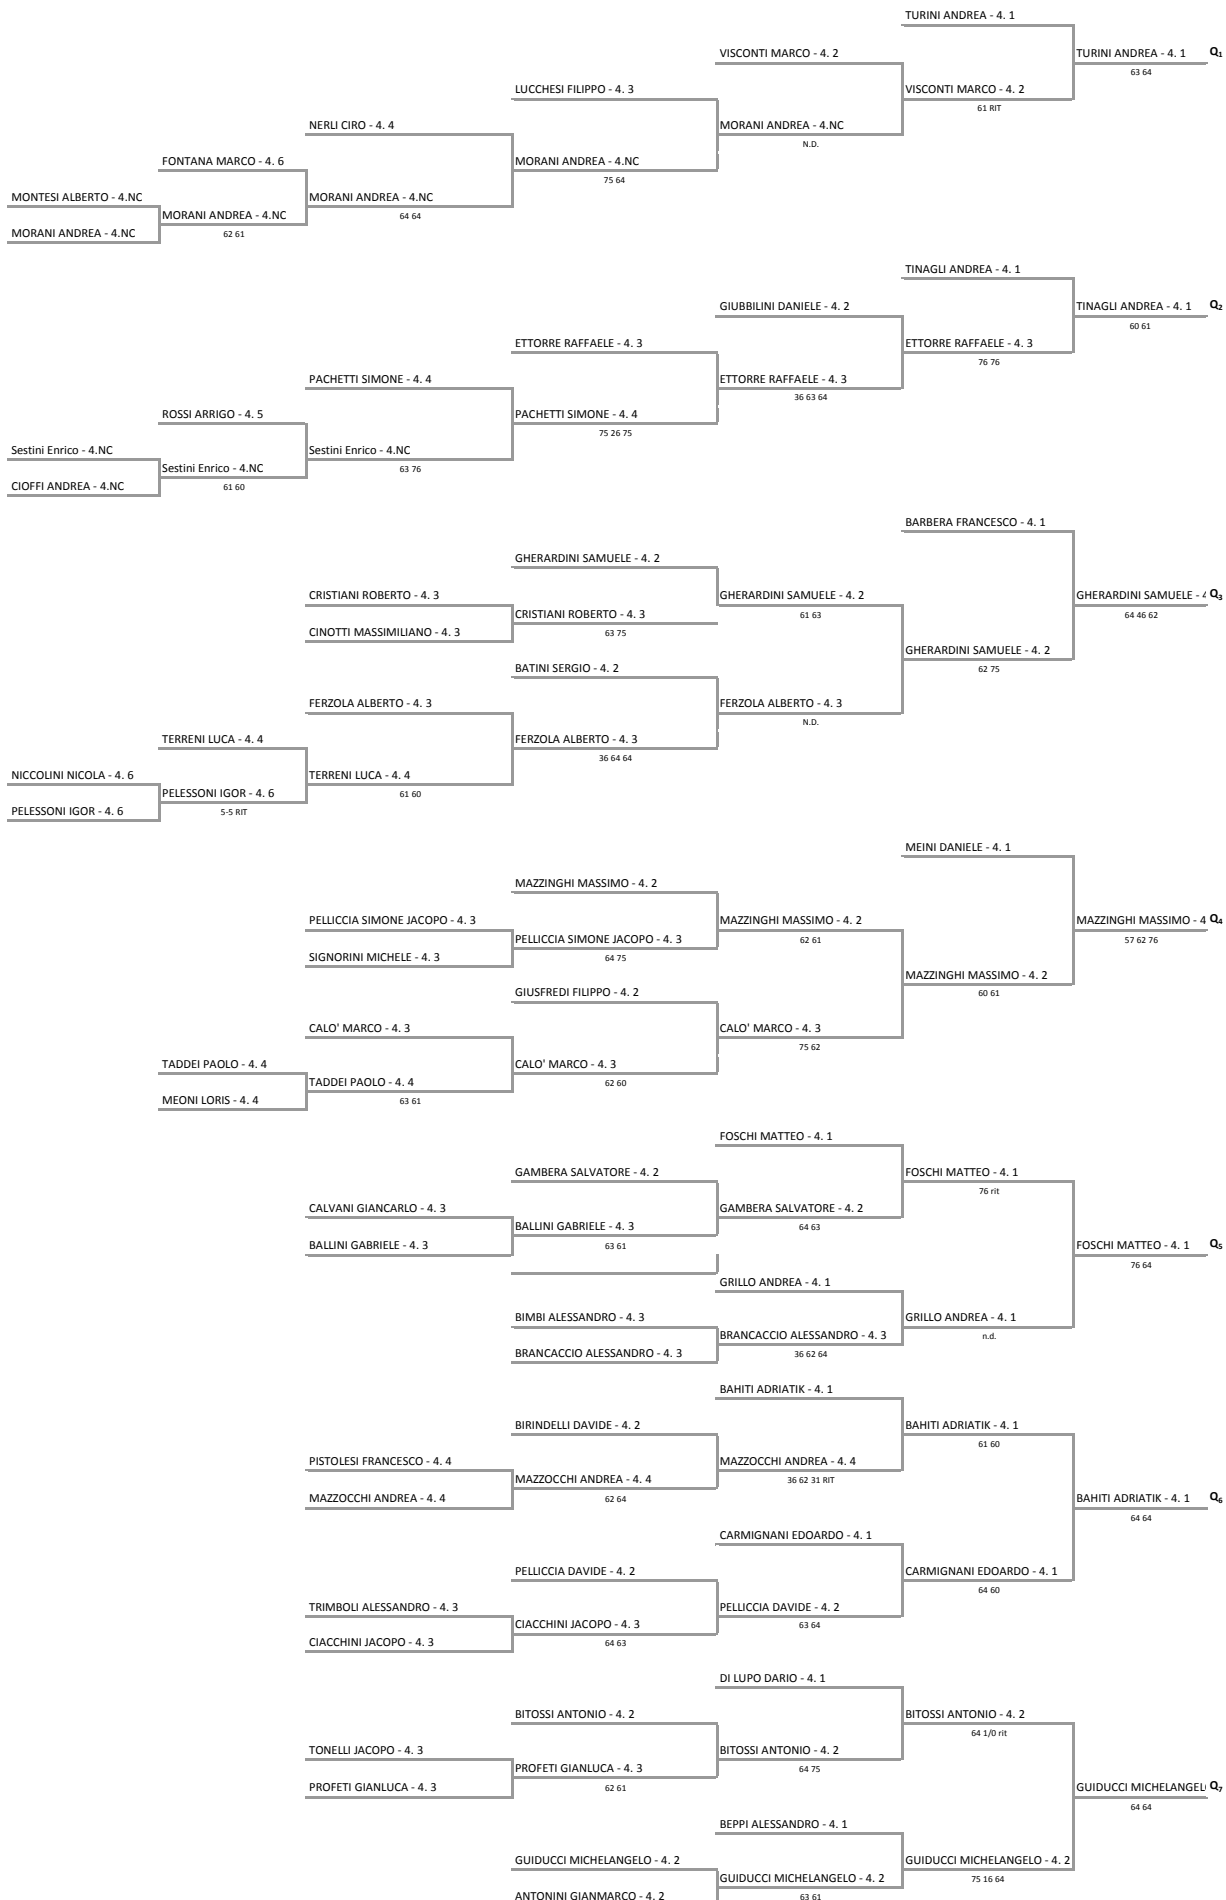 TURINI ANDREA - 4. 1
VISCONTI MARCO - 4. 2
TURINI ANDREA - 4. 1
Q₁
63 64
LUCCHESI FILIPPO - 4. 3
VISCONTI MARCO - 4. 2
61 RIT
NERLI CIRO - 4. 4
MORANI ANDREA - 4.NC
N.D.
FONTANA MARCO - 4. 6
MORANI ANDREA - 4.NC
75 64
MONTESI ALBERTO - 4.NC
MORANI ANDREA - 4.NC
64 64
MORANI ANDREA - 4.NC
62 61
MORANI ANDREA - 4.NC
TINAGLI ANDREA - 4. 1
GIUBBILINI DANIELE - 4. 2
TINAGLI ANDREA - 4. 1
Q₂
60 61
ETTORRE RAFFAELE - 4. 3
ETTORRE RAFFAELE - 4. 3
76 76
PACHETTI SIMONE - 4. 4
ETTORRE RAFFAELE - 4. 3
36 63 64
ROSSI ARRIGO - 4. 5
PACHETTI SIMONE - 4. 4
75 26 75
Sestini Enrico - 4.NC
Sestini Enrico - 4.NC
63 76
Sestini Enrico - 4.NC
61 60
CIOFFI ANDREA - 4.NC
BARBERA FRANCESCO - 4. 1
GHERARDINI SAMUELE - 4. 2
CRISTIANI ROBERTO - 4. 3
GHERARDINI SAMUELE - 4. 2
61 63
GHERARDINI SAMUELE - 4
Q₃
64 46 62
CRISTIANI ROBERTO - 4. 3
63 75
CINOTTI MASSIMILIANO - 4. 3
GHERARDINI SAMUELE - 4. 2
62 75
BATINI SERGIO - 4. 2
FERZOLA ALBERTO - 4. 3
FERZOLA ALBERTO - 4. 3
N.D.
TERRENI LUCA - 4. 4
FERZOLA ALBERTO - 4. 3
36 64 64
NICCOLINI NICOLA - 4. 6
TERRENI LUCA - 4. 4
61 60
PELESSONI IGOR - 4. 6
5-5 RIT
PELESSONI IGOR - 4. 6
MEINI DANIELE - 4. 1
MAZZINGHI MASSIMO - 4. 2
PELLICCIA SIMONE JACOPO - 4. 3
MAZZINGHI MASSIMO - 4. 2
62 61
MAZZINGHI MASSIMO - 4
Q₄
57 62 76
PELLICCIA SIMONE JACOPO - 4. 3
64 75
SIGNORINI MICHELE - 4. 3
MAZZINGHI MASSIMO - 4. 2
60 61
GIUSFREDI FILIPPO - 4. 2
CALO' MARCO - 4. 3
CALO' MARCO - 4. 3
75 62
TADDEI PAOLO - 4. 4
CALO' MARCO - 4. 3
62 60
TADDEI PAOLO - 4. 4
63 61
MEONI LORIS - 4. 4
FOSCHI MATTEO - 4. 1
GAMBERA SALVATORE - 4. 2
FOSCHI MATTEO - 4. 1
76 rit
CALVANI GIANCARLO - 4. 3
GAMBERA SALVATORE - 4. 2
64 63
BALLINI GABRIELE - 4. 3
63 61
BALLINI GABRIELE - 4. 3
FOSCHI MATTEO - 4. 1
Q₅
76 64
GRILLO ANDREA - 4. 1
BIMBI ALESSANDRO - 4. 3
GRILLO ANDREA - 4. 1
n.d.
BRANCACCIO ALESSANDRO - 4. 3
36 62 64
BRANCACCIO ALESSANDRO - 4. 3
BAHITI ADRIATIK - 4. 1
BIRINDELLI DAVIDE - 4. 2
BAHITI ADRIATIK - 4. 1
61 60
PISTOLESI FRANCESCO - 4. 4
MAZZOCCHI ANDREA - 4. 4
36 62 31 RIT
MAZZOCCHI ANDREA - 4. 4
62 64
MAZZOCCHI ANDREA - 4. 4
BAHITI ADRIATIK - 4. 1
Q₆
64 64
CARMIGNANI EDOARDO - 4. 1
PELLICCIA DAVIDE - 4. 2
CARMIGNANI EDOARDO - 4. 1
64 60
TRIMBOLI ALESSANDRO - 4. 3
PELLICCIA DAVIDE - 4. 2
63 64
CIACCHINI JACOPO - 4. 3
64 63
CIACCHINI JACOPO - 4. 3
DI LUPO DARIO - 4. 1
BITOSSI ANTONIO - 4. 2
BITOSSI ANTONIO - 4. 2
64 1/0 rit
TONELLI JACOPO - 4. 3
BITOSSI ANTONIO - 4. 2
64 75
PROFETI GIANLUCA - 4. 3
62 61
PROFETI GIANLUCA - 4. 3
GUIDUCCI MICHELANGEL
Q₇
64 64
BEPPI ALESSANDRO - 4. 1
GUIDUCCI MICHELANGELO - 4. 2
GUIDUCCI MICHELANGELO - 4. 2
75 16 64
GUIDUCCI MICHELANGELO - 4. 2
63 61
ANTONINI GIANMARCO - 4. 2